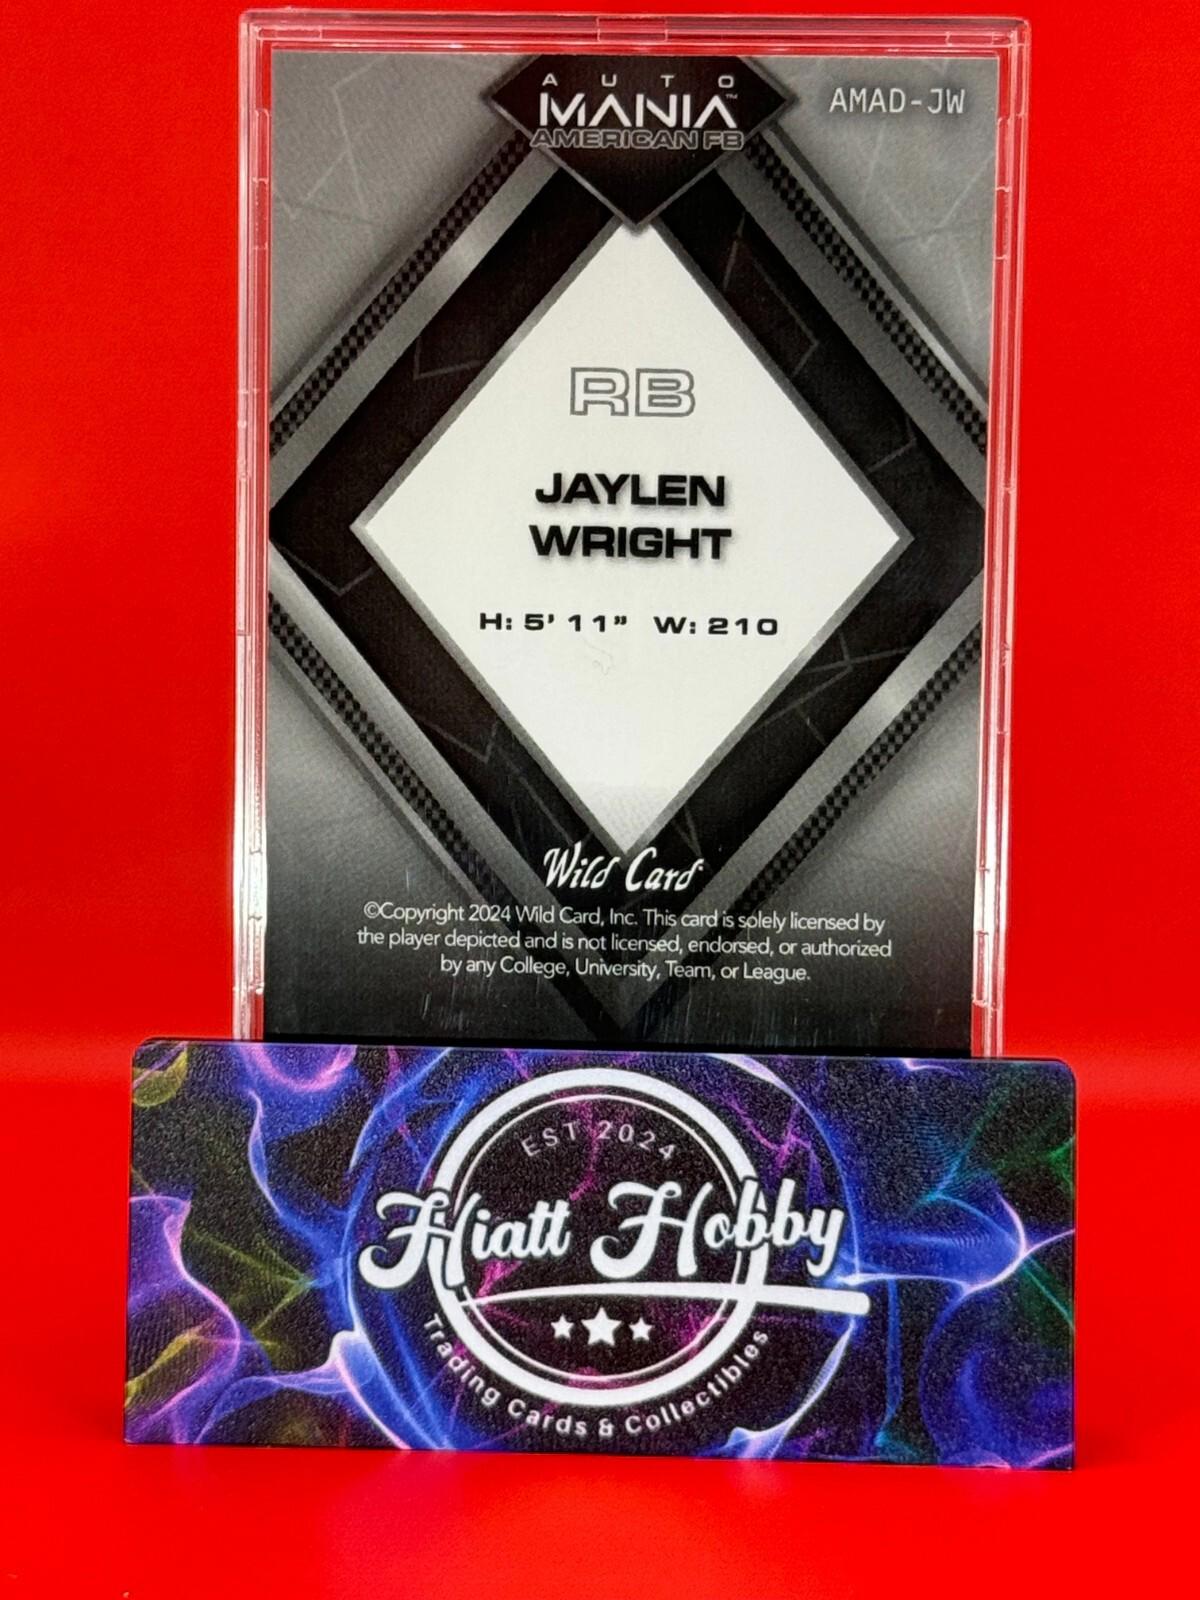 AUTO
MANIA™
AMERICAN FB
AMAD-JW
RB
JAYLEN
WRIGHT
H: 5' 11" W: 210
Wild Card
©Copyright 2024 Wild Card, Inc. This card is solely licensed by
the player depicted and is not licensed, endorsed, or authorized
by any College, University, Team, or League.
EST 2024
Hiatt Hobby
Trading Cards & Collectibles